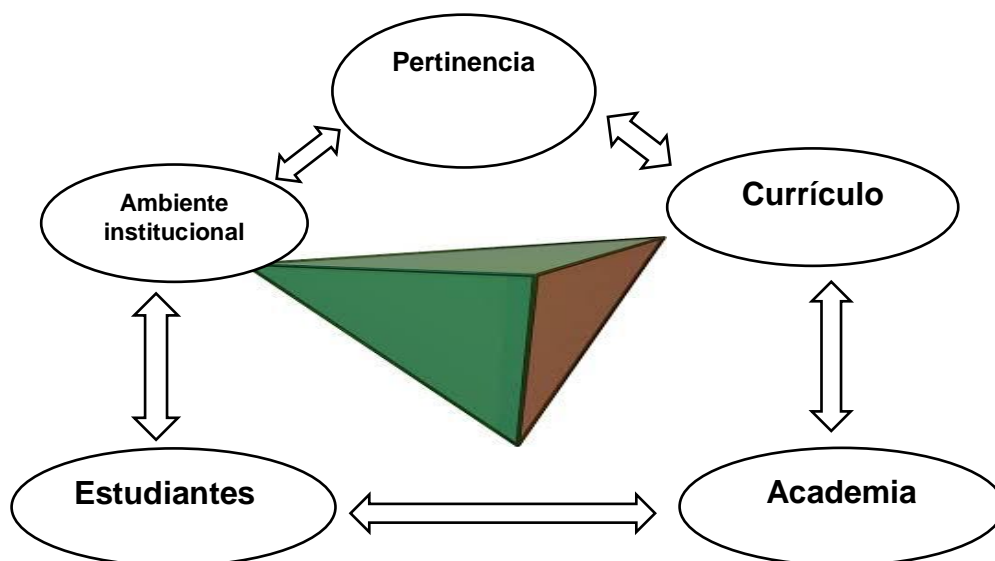 Pertinencia
Currículo
Ambiente
institucional
Estudiantes
Academia